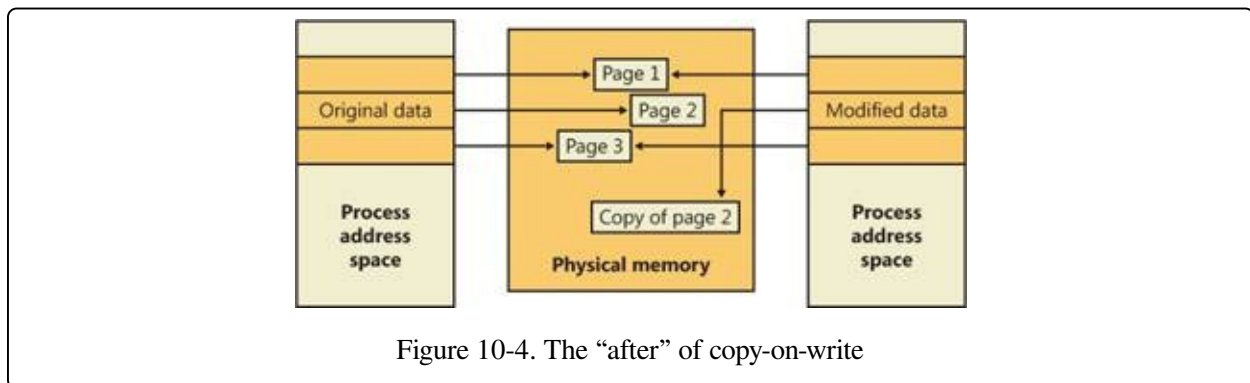 Page 1
Original data
Page 2
Modified data
Page 3
Copy of page 2
Process
address
space
Physical memory
Process
address
space
Figure 10-4. The “after” of copy-on-write